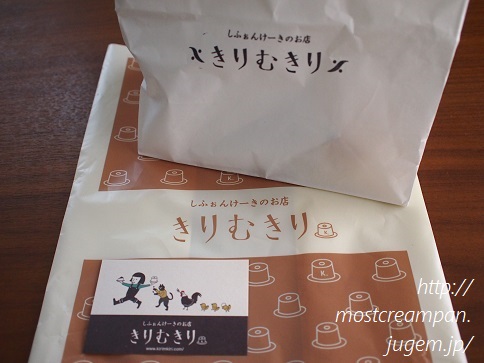 しふぉんけーきのお店
きりむきり
しふぉんけーきのお店
きりむきり
K.
K.
しふぉんけーきのお店
きりむきり
http://
mostcreampan.
jugem.jp/